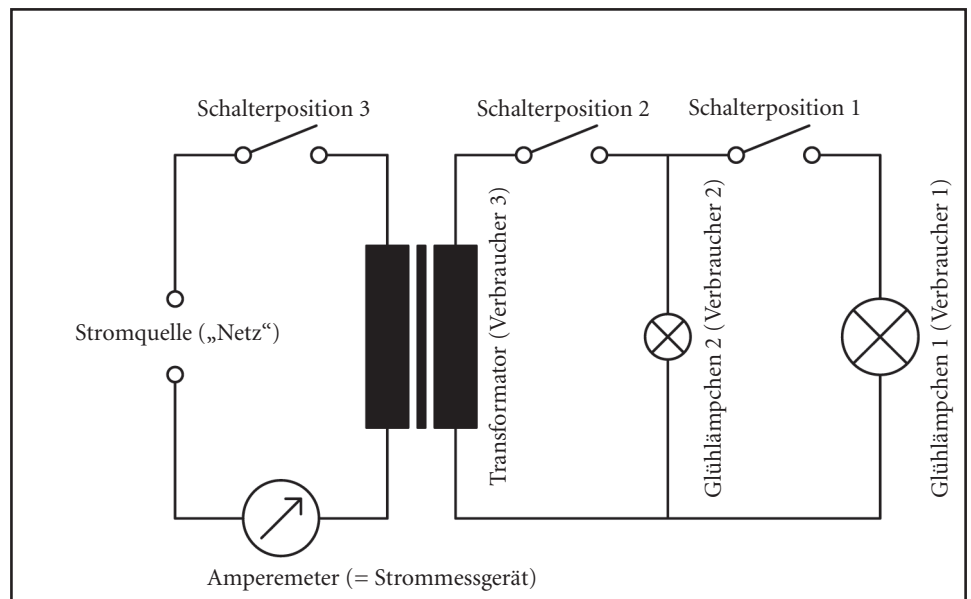 Schalterposition 3
Schalterposition 2
Schalterposition 1
Stromquelle („Netz“)
Transformator (Verbraucher 3)
Glühlämpchen 2 (Verbraucher 2)
Glühlämpchen 1 (Verbraucher 1)
Amperemeter (= Strommessgerät)